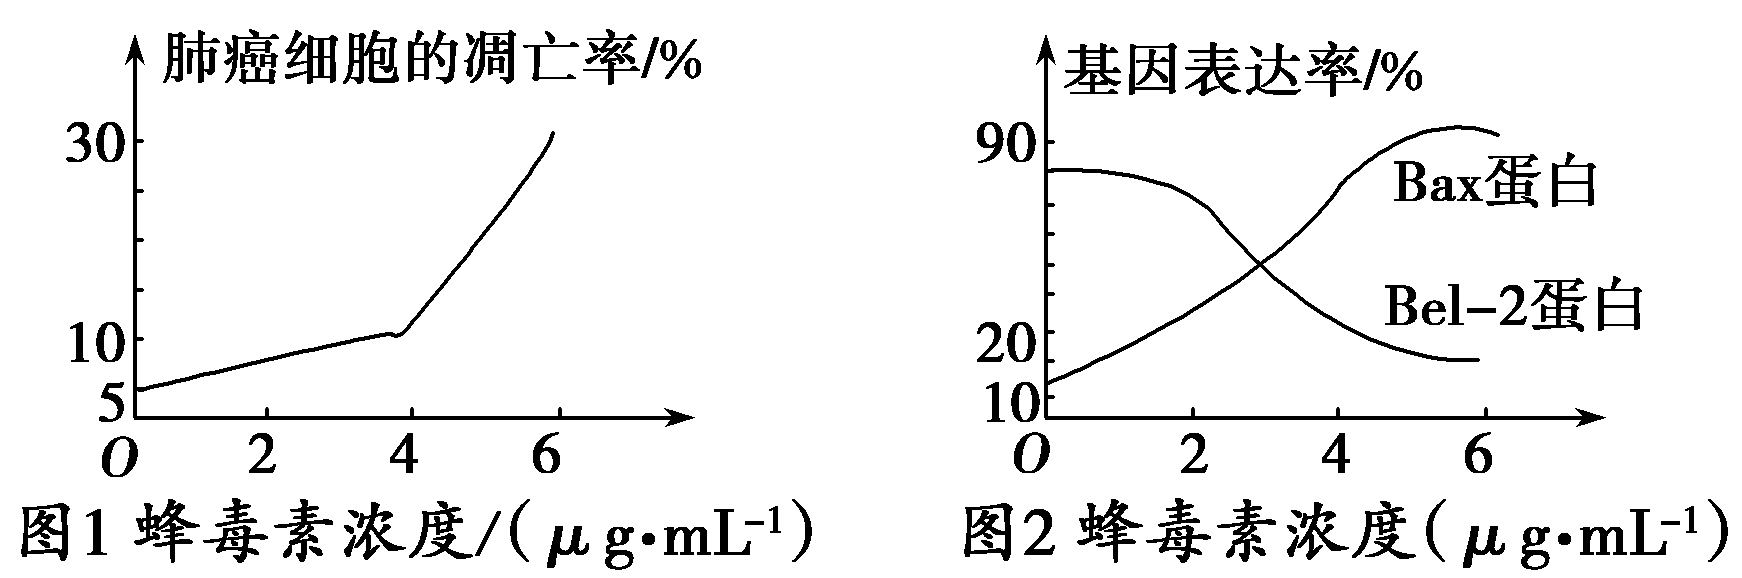 肺癌细胞的凋亡率/%
30
10
5
O 2 4 6
图1 蜂毒素浓度/(μg·mL⁻¹)
基因表达率/%
90
20
10
Bax蛋白
Bel-2蛋白
O 2 4 6
图2 蜂毒素浓度(μg·mL⁻¹)